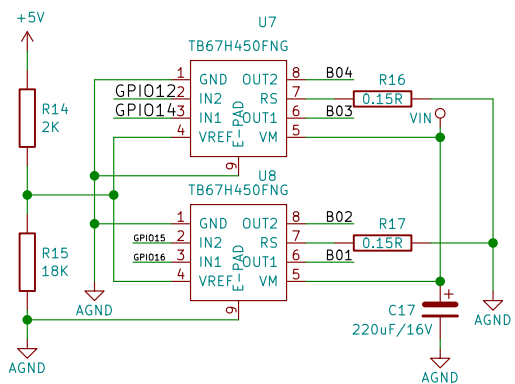 +5V
U7
TB67H450FNG
1 GND OUT2 8 B04
GPIO12 2 IN2 RS 7 R16 0.15R
GPIO14 3 IN1 OUT1 6 B03
4 VREF VM 5 VIN
E-PAD
9
R14
2K
U8
TB67H450FNG
1 GND OUT2 8 B02
GPIO15 2 IN2 RS 7 R17 0.15R
GPIO16 3 IN1 OUT1 6 B01
4 VREF VM 5
E-PAD
9
R15
18K
AGND
C17
+
220uF/16V
AGND
AGND
AGND